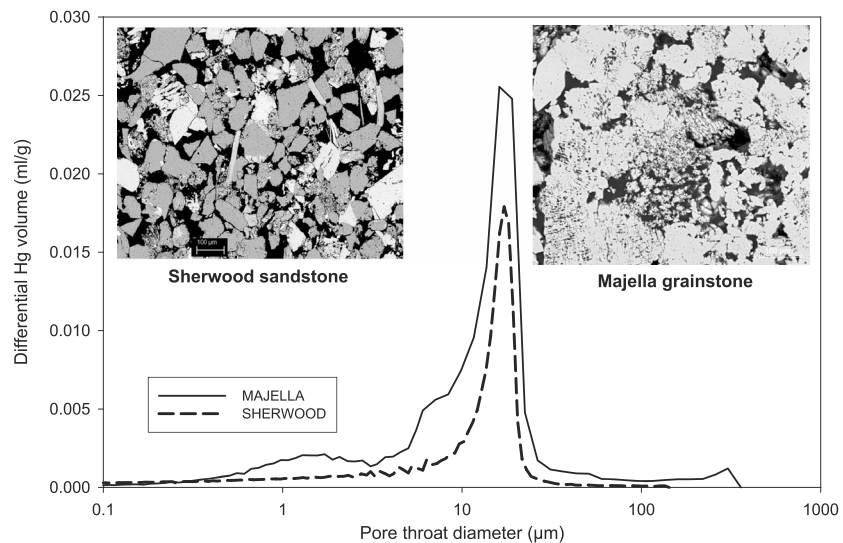 0.030
0.025
0.020
0.015
0.010
0.005
0.000
Differential Hg volume (ml/g)
100 µm
Sherwood sandstone
Majella grainstone
MAJELLA
SHERWOOD
0.1 1 10 100 1000
Pore throat diameter (µm)